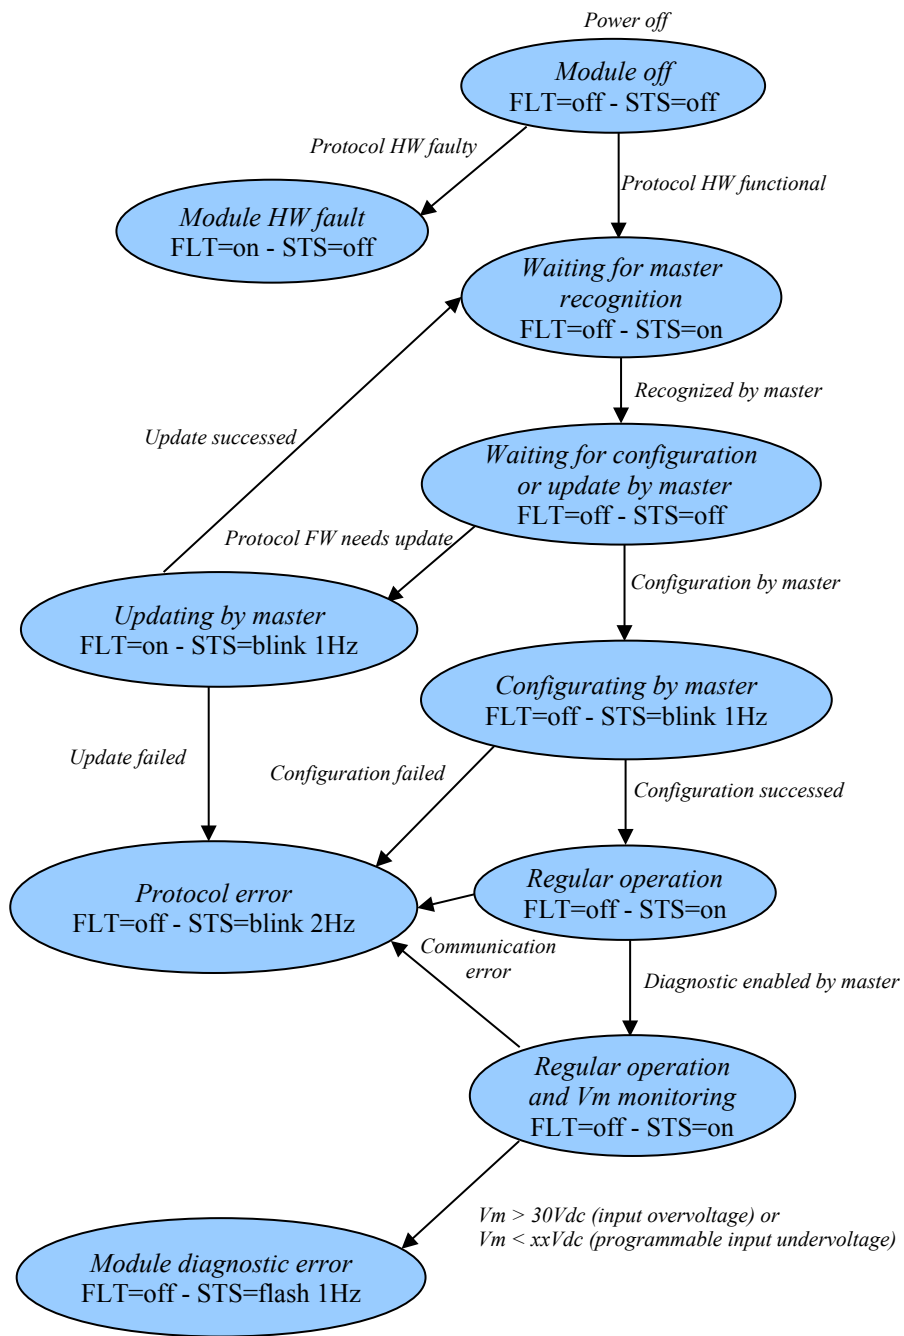 Power off
Module off
FLT=off - STS=off
Protocol HW faulty
Protocol HW functional
Module HW fault
FLT=on - STS=off
Waiting for master
recognition
FLT=off - STS=on
Recognized by master
Update successed
Waiting for configuration
or update by master
FLT=off - STS=off
Protocol FW needs update
Configuration by master
Updating by master
FLT=on - STS=blink 1Hz
Configurating by master
FLT=off - STS=blink 1Hz
Update failed
Configuration failed
Configuration successed
Protocol error
FLT=off - STS=blink 2Hz
Regular operation
FLT=off - STS=on
Communication
error
Diagnostic enabled by master
Regular operation
and Vm monitoring
FLT=off - STS=on
Vm > 30Vdc (input overvoltage) or
Vm < xxVdc (programmable input undervoltage)
Module diagnostic error
FLT=off - STS=flash 1Hz